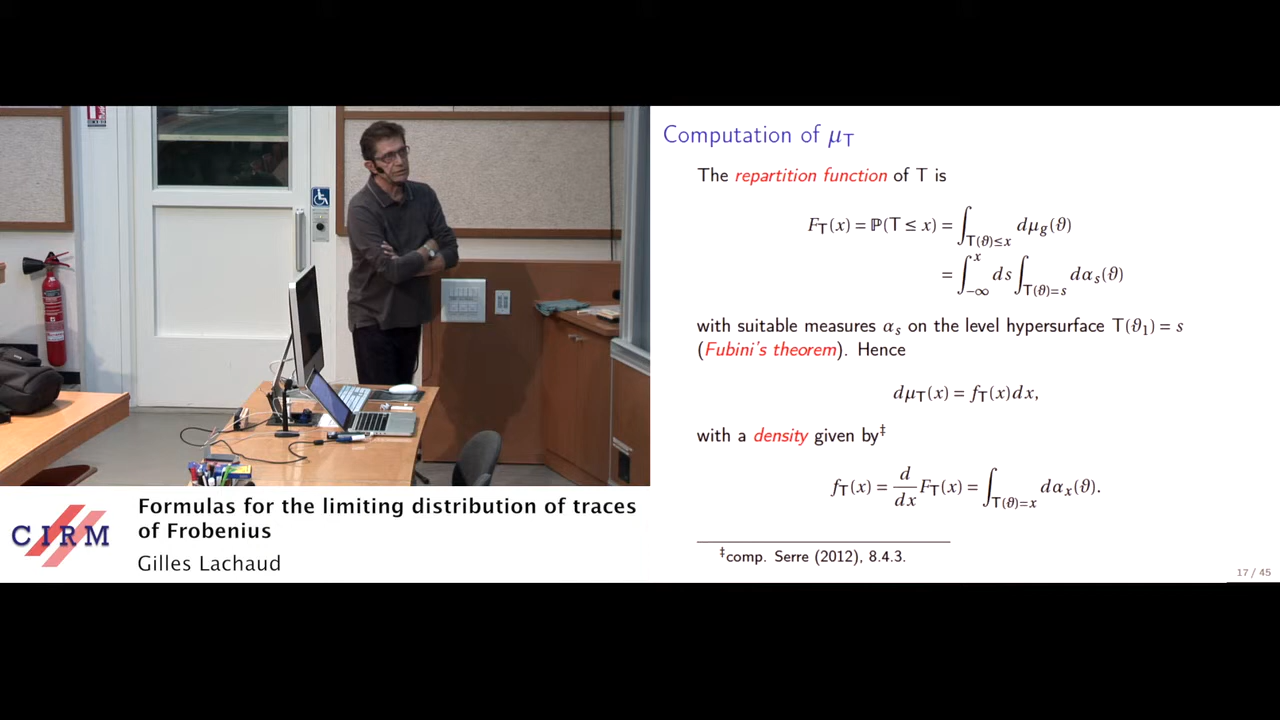 Computation of μ_T
The repartition function of T is
F_T(x) = ℙ(T ≤ x) = ∫_{T(ϑ)≤x} dμ_g(ϑ)
= ∫_{−∞}^{x} ds ∫_{T(ϑ)=s} dα_s(ϑ)
with suitable measures α_s on the level hypersurface T(ϑ_1) = s
(Fubini's theorem). Hence
dμ_T(x) = f_T(x)dx,
with a density given by‡
f_T(x) = d/dx F_T(x) = ∫_{T(ϑ)=x} dα_x(ϑ).
‡comp. Serre (2012), 8.4.3.
17 / 45
CIRM
Formulas for the limiting distribution of traces
of Frobenius
Gilles Lachaud